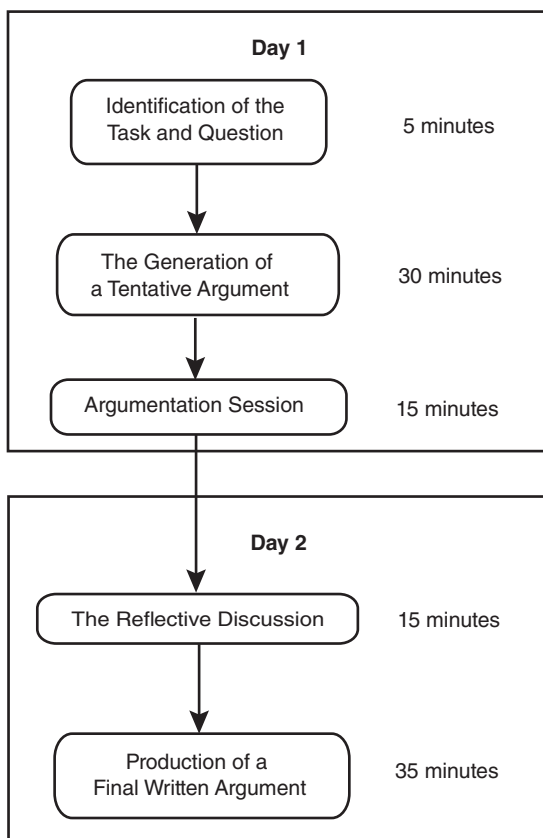 Day 1
Identification of the
Task and Question
5 minutes
The Generation of
a Tentative Argument
30 minutes
Argumentation Session
15 minutes
Day 2
The Reflective Discussion
15 minutes
Production of a
Final Written Argument
35 minutes